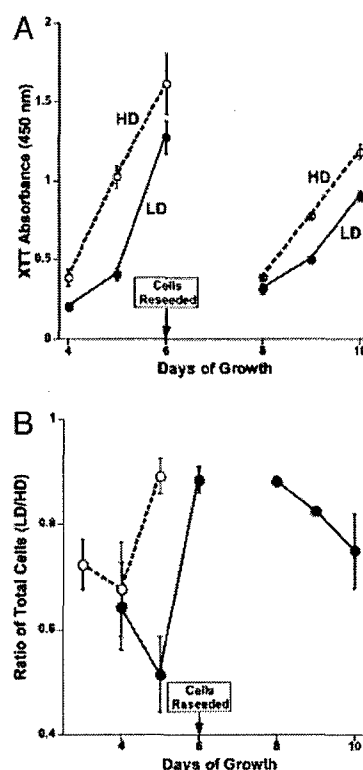 A
XTT Absorbance (450 nm)
2
1.5
1
0.5
0
HD
LD
HD
LD
Cells
Reseeded
4
6
8
10
Days of Growth
B
Ratio of Total Cells (LD/HD)
1
0.8
0.6
0.4
Cells
Reseeded
4
6
8
10
Days of Growth